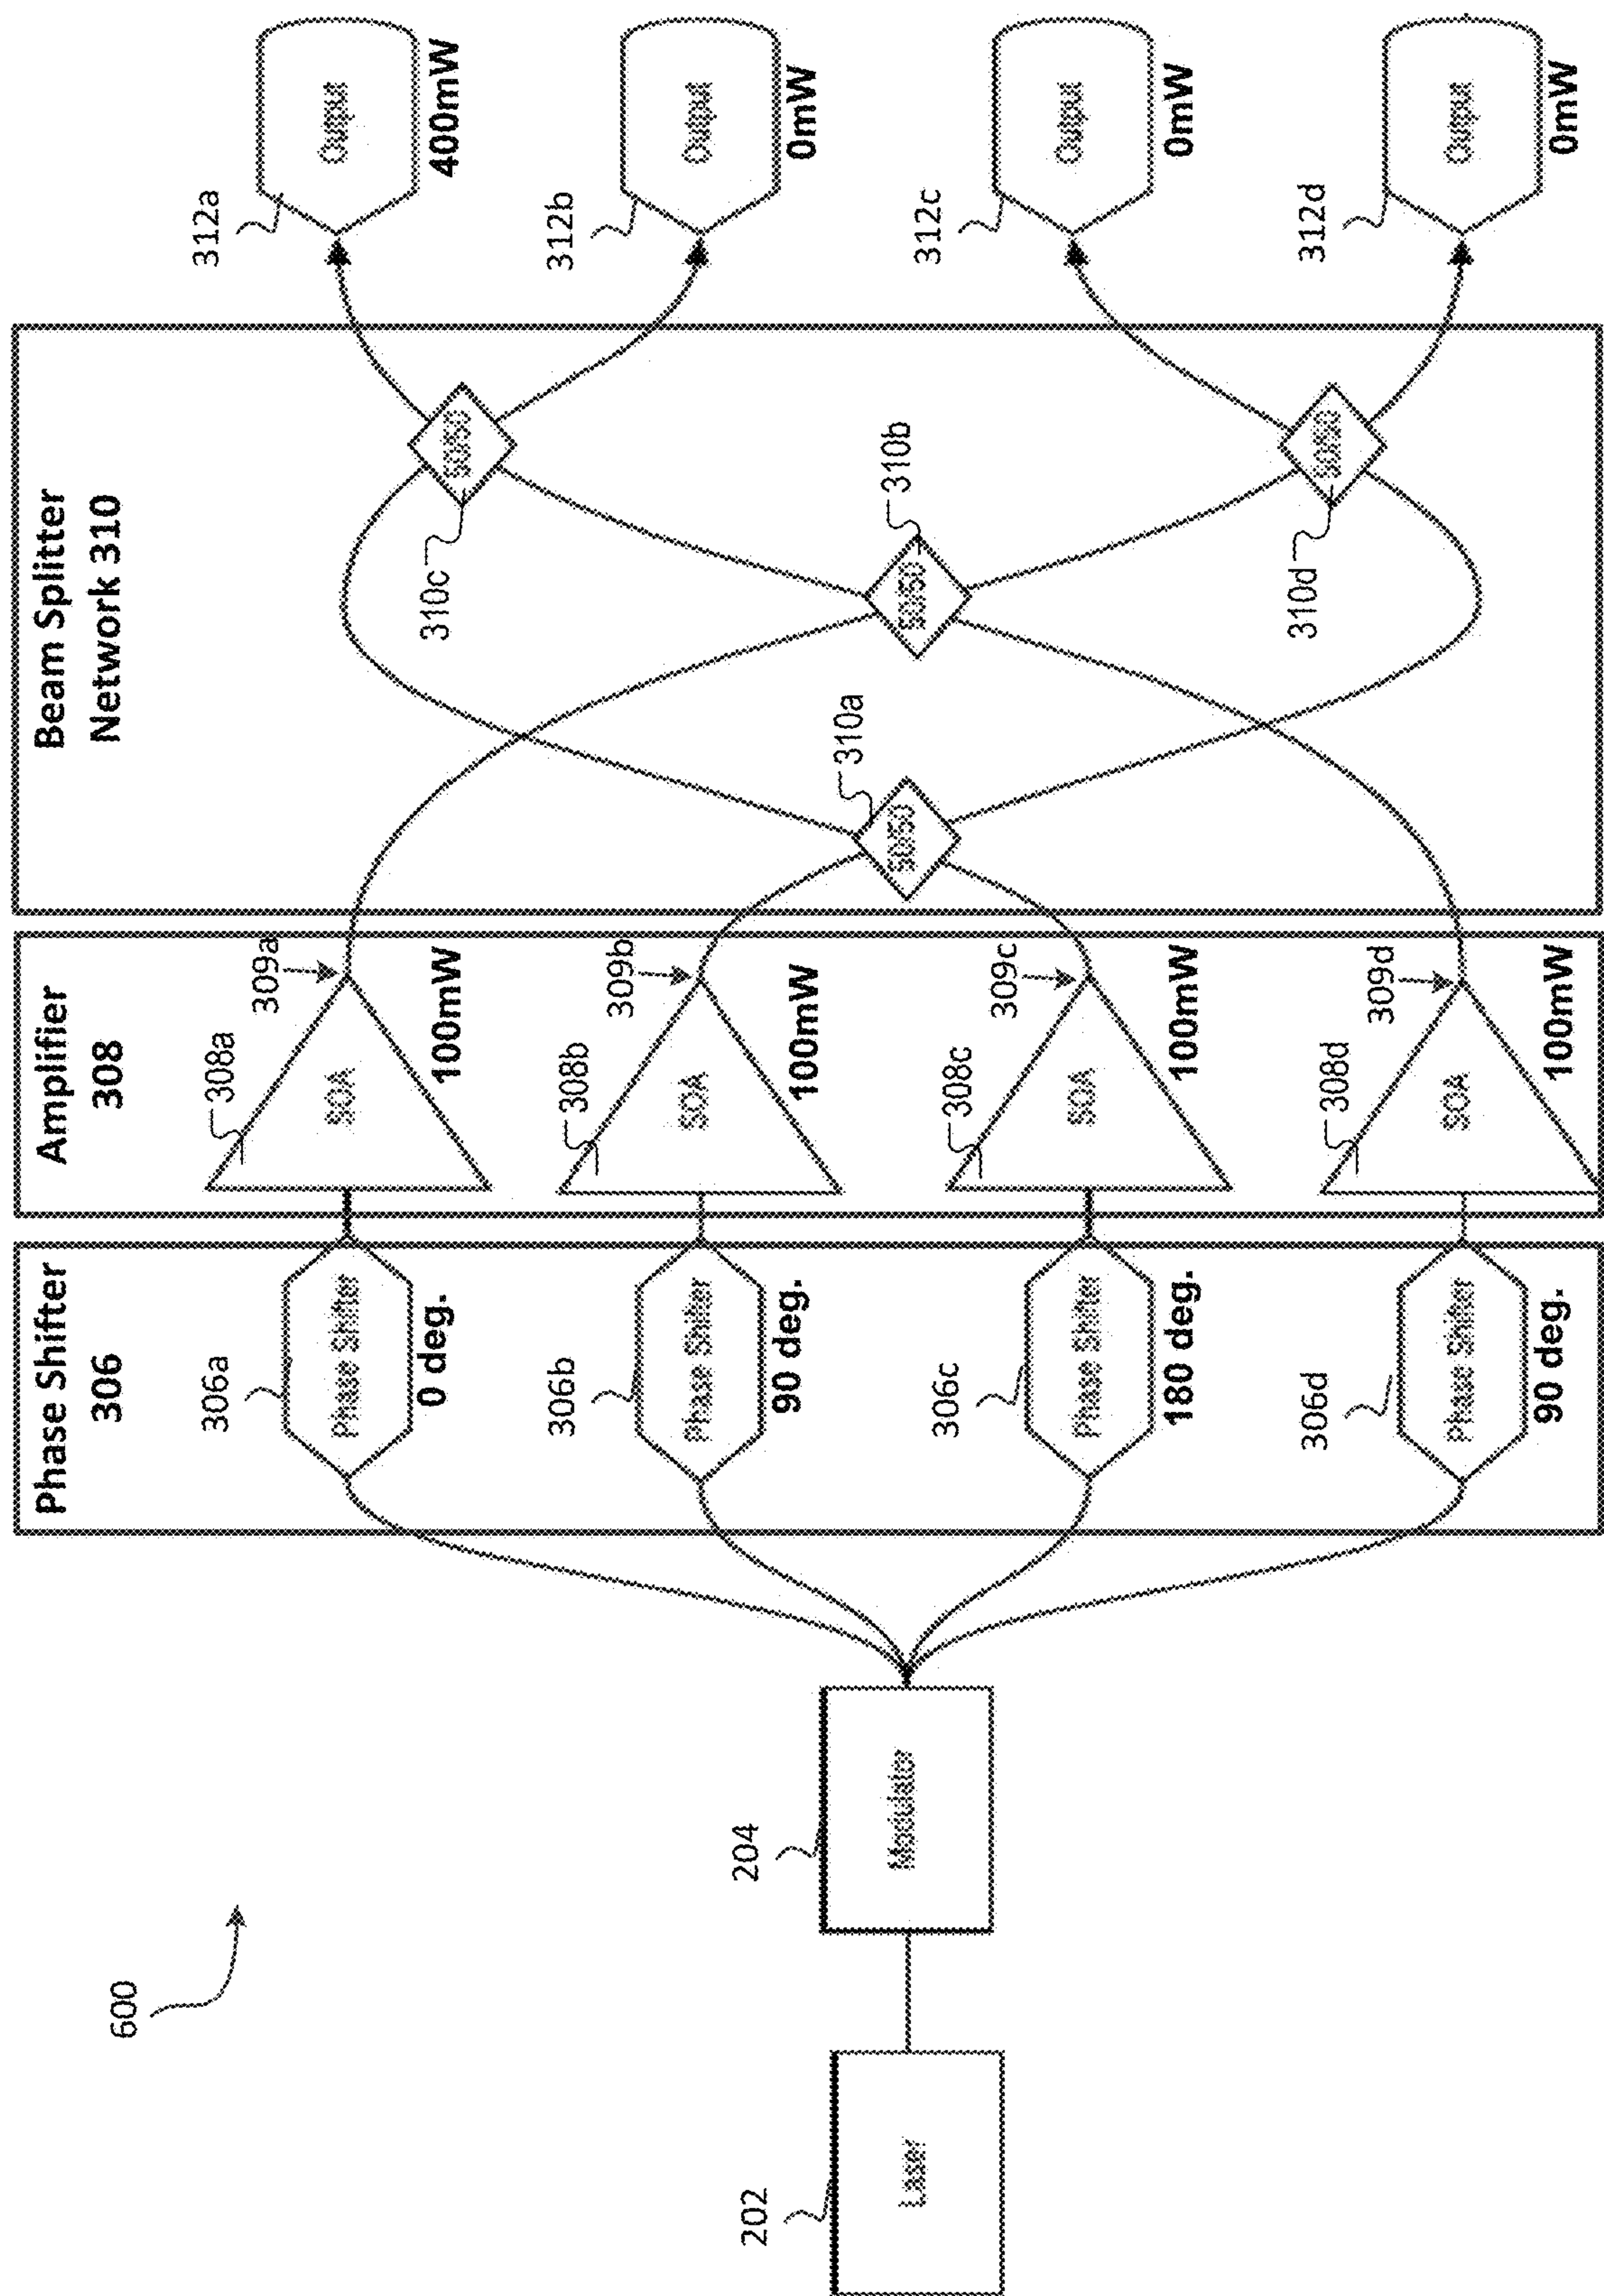 600
202
Laser
204
Modulator
Phase Shifter
306
306a
Phase Shifter
0 deg.
306b
Phase Shifter
90 deg.
306c
Phase Shifter
180 deg.
306d
Phase Shifter
90 deg.
Amplifier
308
308a
SOA
309a
100mW
308b
SOA
309b
100mW
308c
SOA
309c
100mW
308d
SOA
309d
100mW
Beam Splitter
Network 310
310a
50/50
310b
50/50
310c
50/50
310d
50/50
312a
Output
400mW
312b
Output
0mW
312c
Output
0mW
312d
Output
0mW